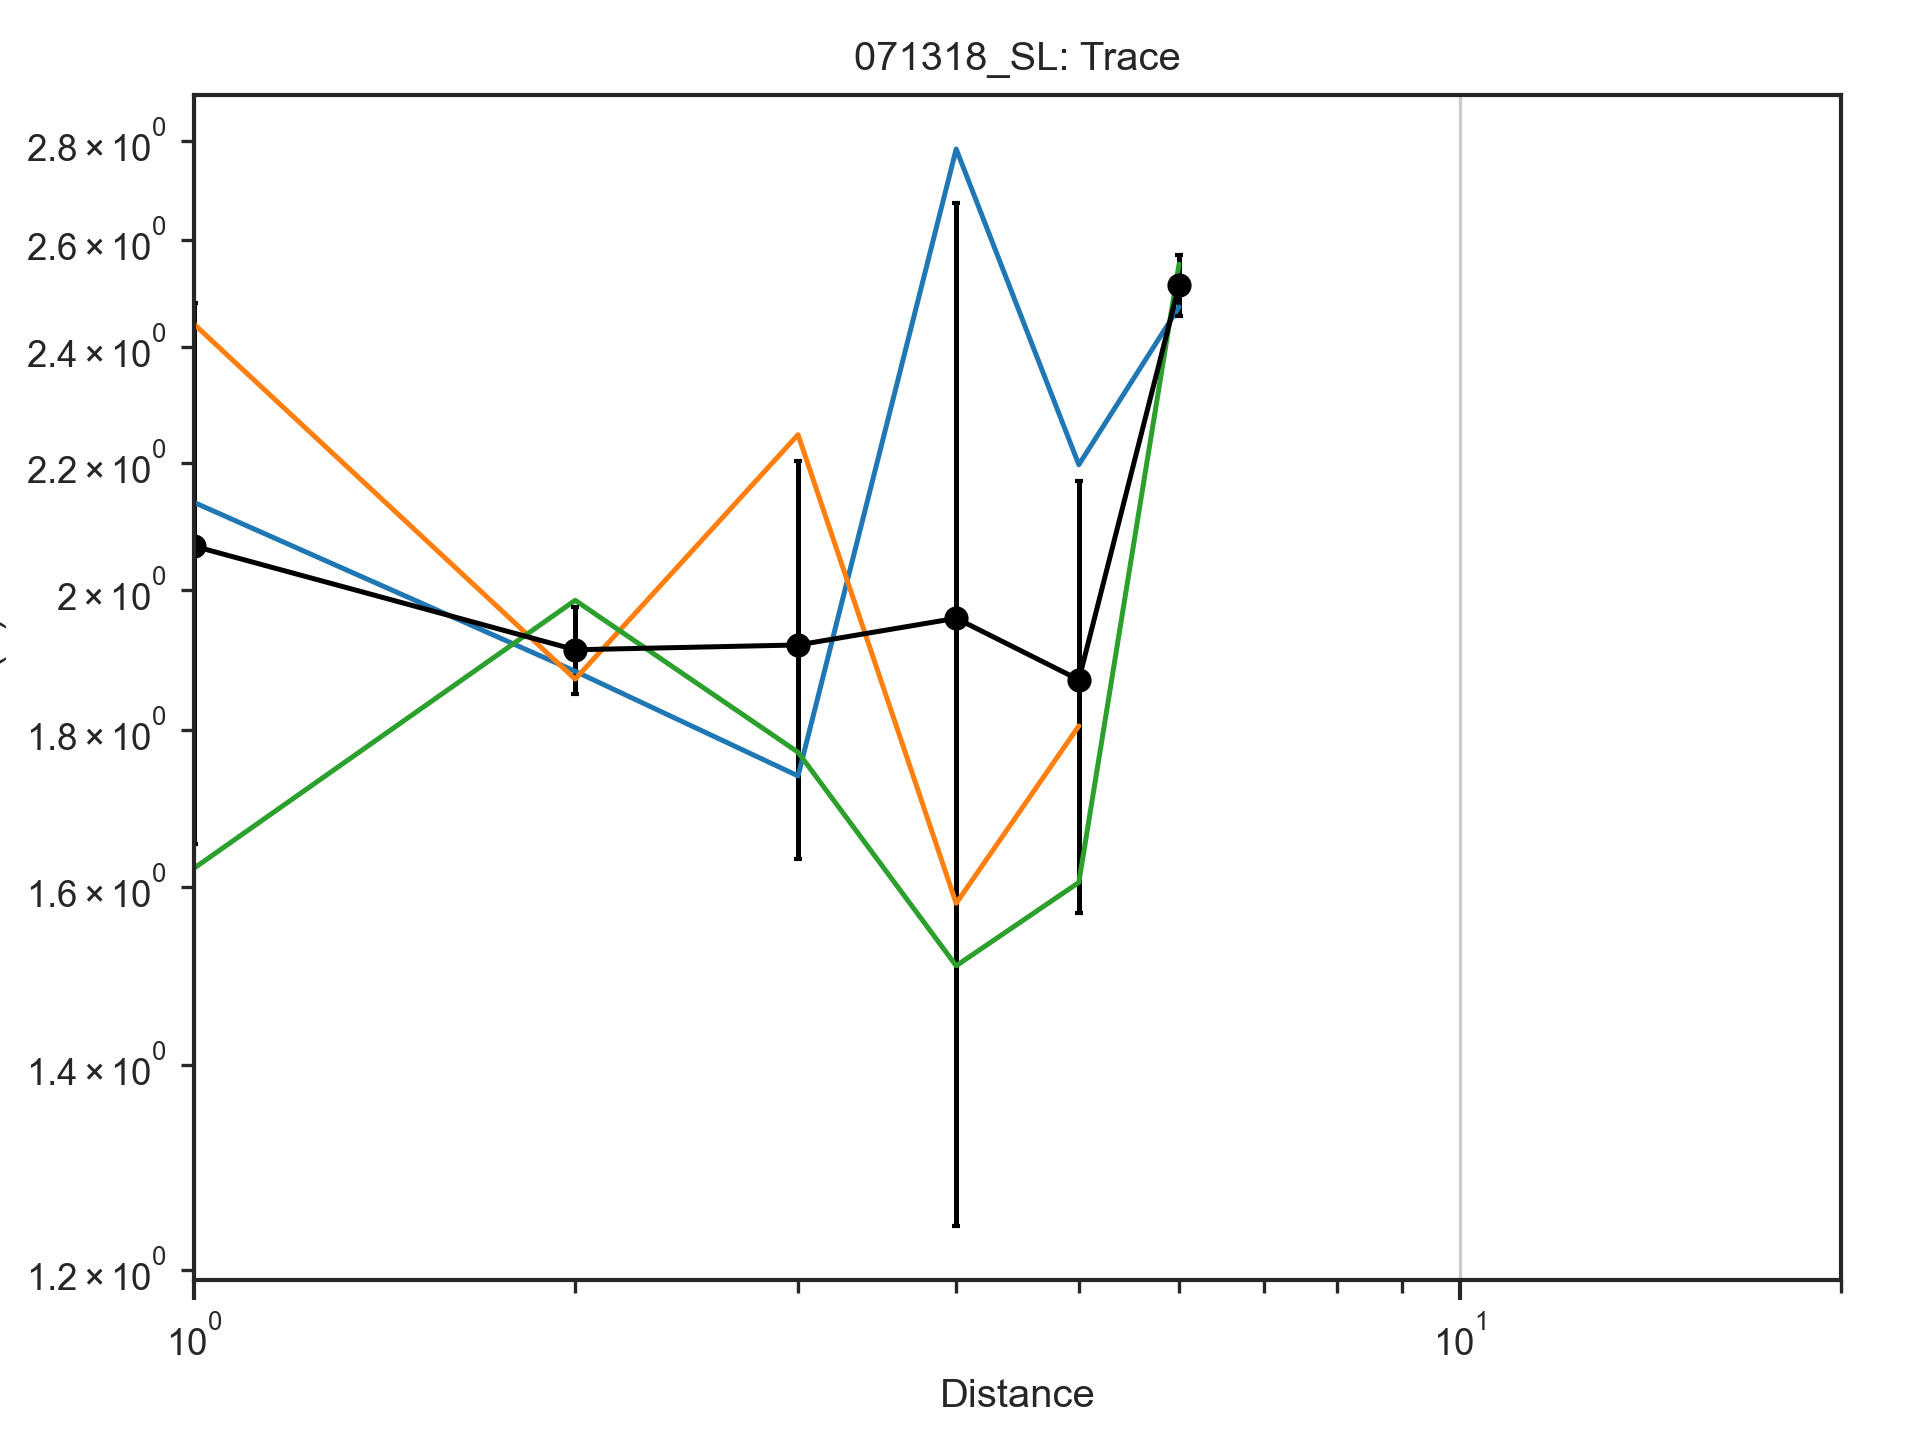 071318_SL: Trace
2.8 × 10⁰
2.6 × 10⁰
2.4 × 10⁰
2.2 × 10⁰
2 × 10⁰
1.8 × 10⁰
1.6 × 10⁰
1.4 × 10⁰
1.2 × 10⁰
10⁰ 10¹
Distance